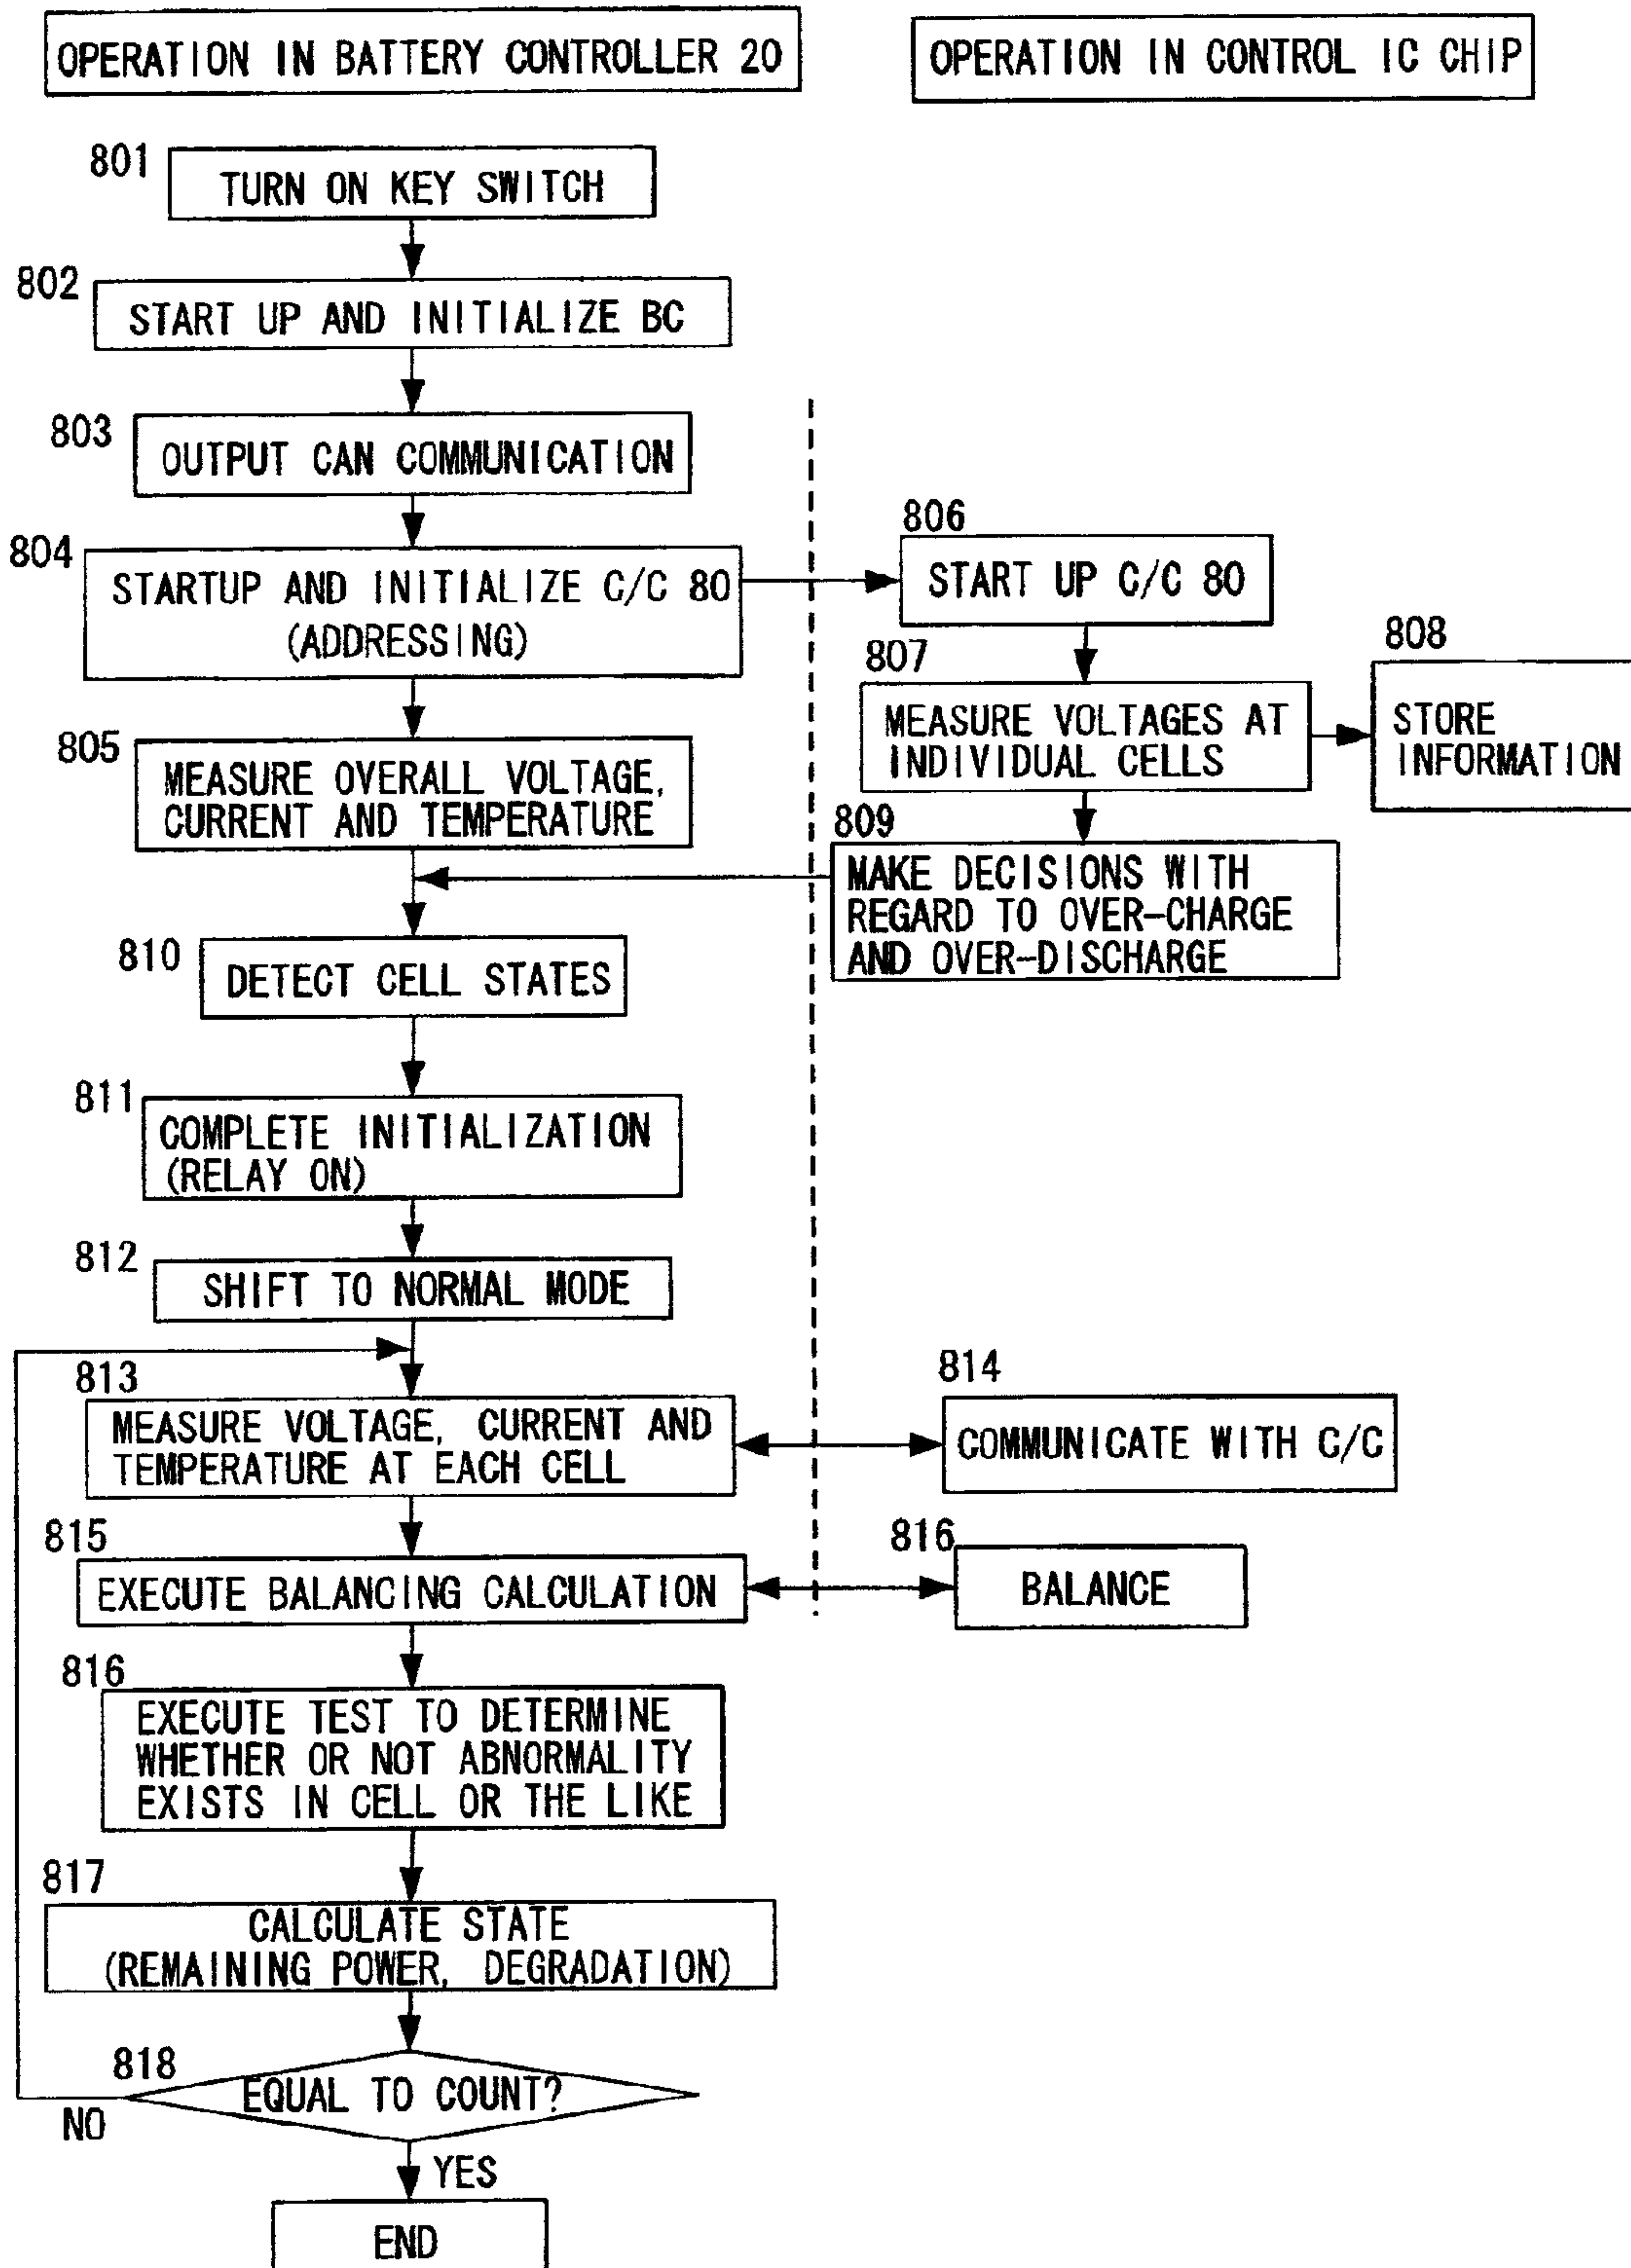 OPERATION IN BATTERY CONTROLLER 20
OPERATION IN CONTROL IC CHIP
801
TURN ON KEY SWITCH
802
START UP AND INITIALIZE BC
803
OUTPUT CAN COMMUNICATION
804
STARTUP AND INITIALIZE C/C 80
(ADDRESSING)
806
START UP C/C 80
807
MEASURE VOLTAGES AT
INDIVIDUAL CELLS
808
STORE
INFORMATION
805
MEASURE OVERALL VOLTAGE,
CURRENT AND TEMPERATURE
809
MAKE DECISIONS WITH
REGARD TO OVER-CHARGE
AND OVER-DISCHARGE
810
DETECT CELL STATES
811
COMPLETE INITIALIZATION
(RELAY ON)
812
SHIFT TO NORMAL MODE
813
MEASURE VOLTAGE, CURRENT AND
TEMPERATURE AT EACH CELL
814
COMMUNICATE WITH C/C
815
EXECUTE BALANCING CALCULATION
816
BALANCE
816
EXECUTE TEST TO DETERMINE
WHETHER OR NOT ABNORMALITY
EXISTS IN CELL OR THE LIKE
817
CALCULATE STATE
(REMAINING POWER, DEGRADATION)
818
EQUAL TO COUNT?
NO
YES
END